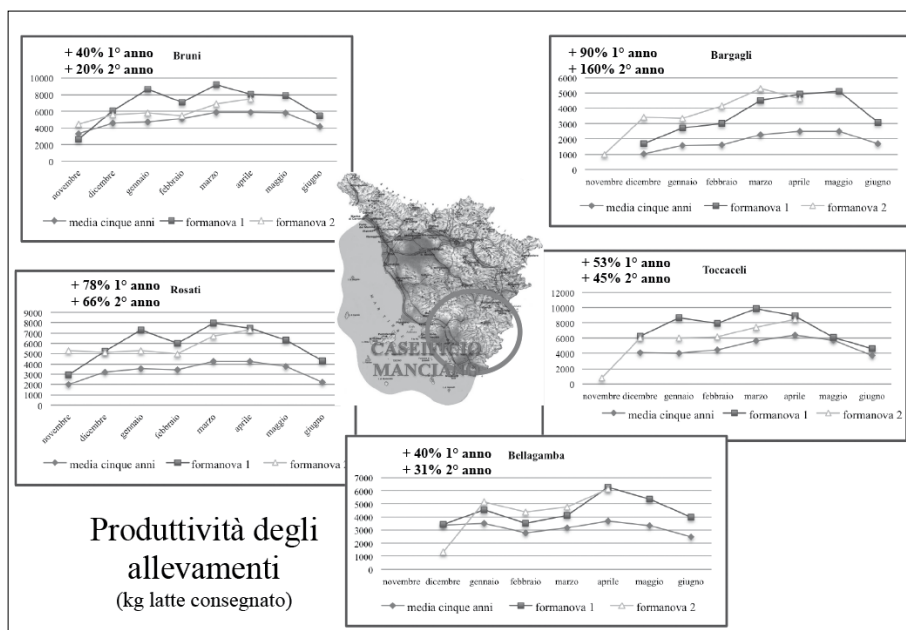 + 40% 1° anno
+ 20% 2° anno
Bruni
10000
8000
6000
4000
2000
0
novembre
dicembre
gennaio
febbraio
marzo
aprile
maggio
giugno
media cinque anni
formanova 1
formanova 2
+ 90% 1° anno
+ 160% 2° anno
Bargagli
6000
5000
4000
3000
2000
1000
0
novembre dicembre gennaio febbraio marzo aprile maggio giugno
media cinque anni
formanova 1
formanova 2
+ 78% 1° anno
+ 66% 2° anno
Rosati
9000
8000
7000
6000
5000
4000
3000
2000
1000
0
novembre
dicembre
gennaio
febbraio
marzo
aprile
maggio
giugno
media cinque anni
formanova 1
formanova 2
CASEIFICIO
MANCIANO
+ 53% 1° anno
+ 45% 2° anno
Toccaceli
12000
10000
8000
6000
4000
2000
0
novembre dicembre gennaio febbraio marzo aprile maggio giugno
media cinque anni
formanova 1
formanova 2
+ 40% 1° anno
+ 31% 2° anno
Bellagamba
7000
6000
5000
4000
3000
2000
1000
0
novembre dicembre gennaio febbraio marzo aprile maggio giugno
media cinque anni
formanova 1
formanova 2
Produttività degli
allevamenti
(kg latte consegnato)